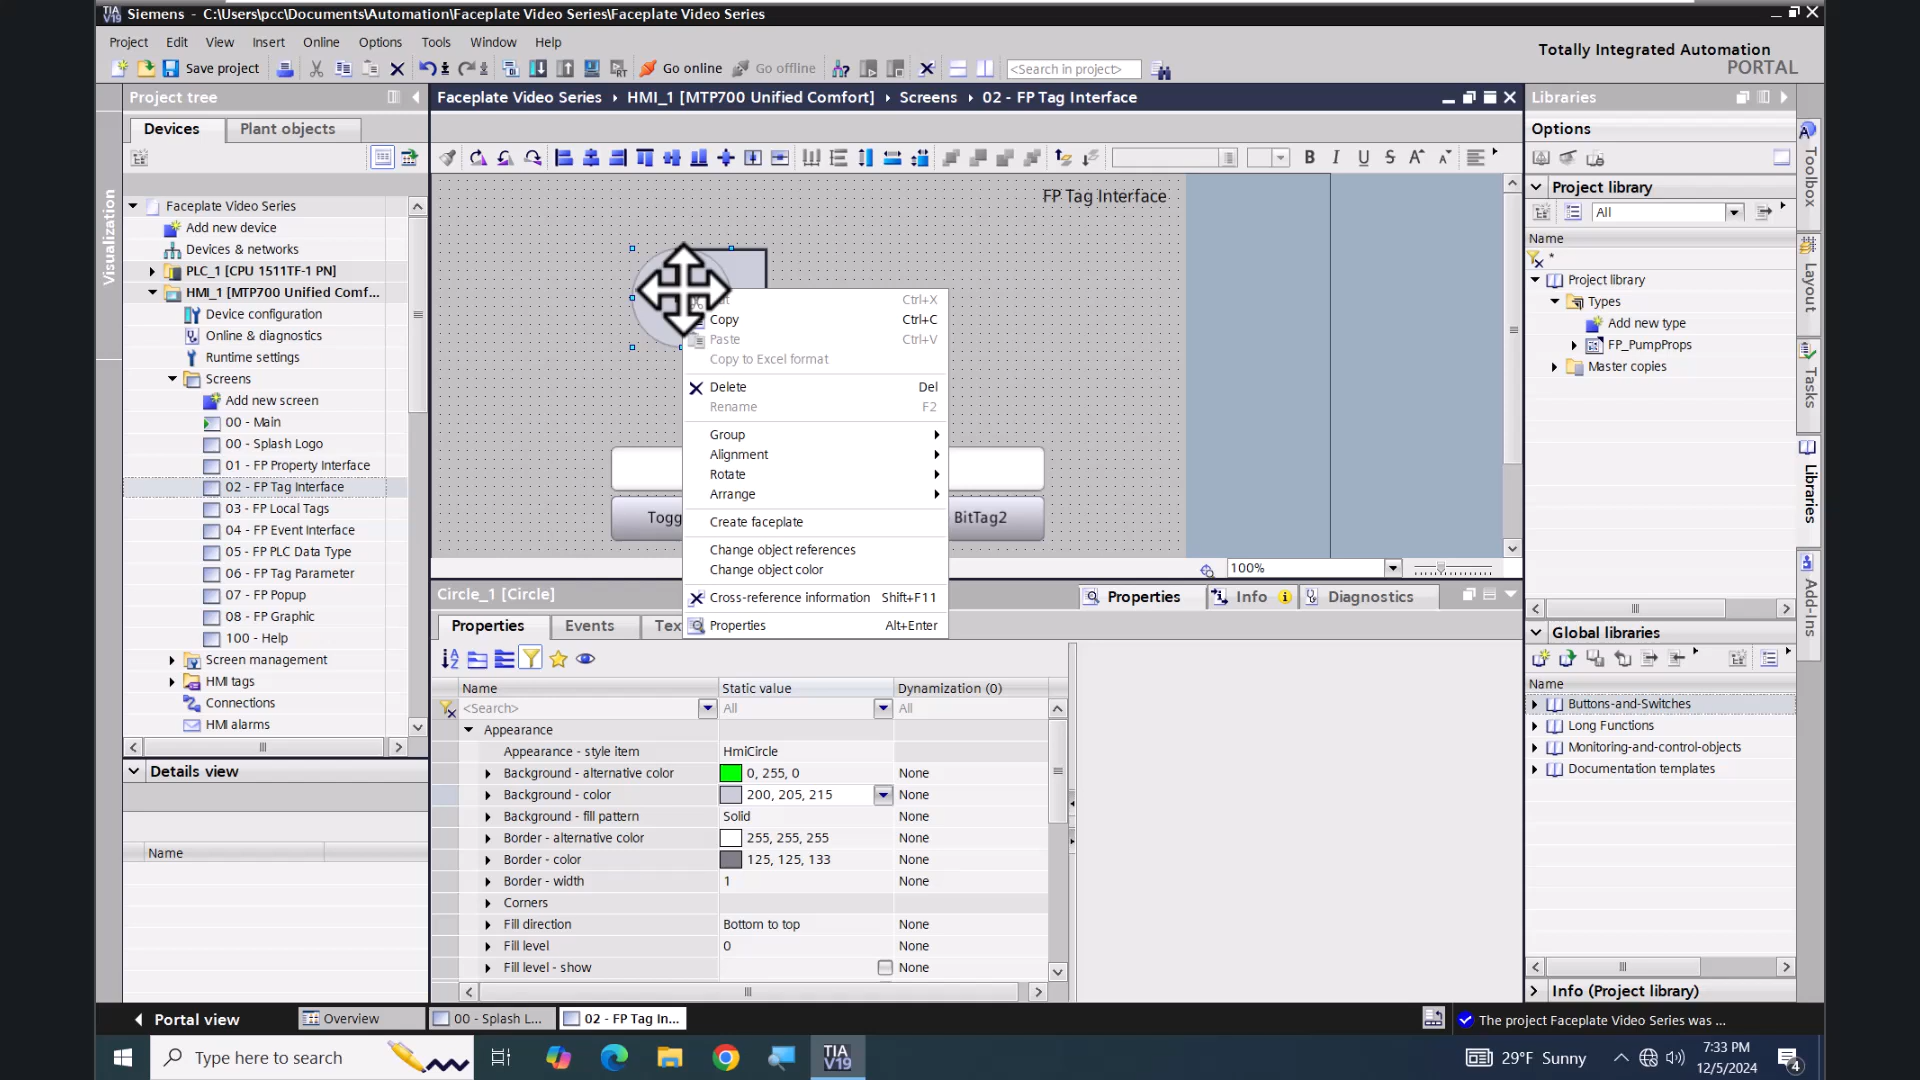 Siemens - C:\Users\pcc\Documents\Automation\Faceplate Video Series\Faceplate Video Series
Project Edit View Insert Online Options Tools Window Help
Totally Integrated Automation
PORTAL
Save project
Go online
Go offline
<Search in project>
Project tree
Faceplate Video Series › HMI_1 [MTP700 Unified Comfort] › Screens › 02 - FP Tag Interface
Libraries
Devices
Plant objects
Options
Visualization
Faceplate Video Series
Add new device
Devices & networks
PLC_1 [CPU 1511TF-1 PN]
HMI_1 [MTP700 Unified Comf...
Device configuration
Online & diagnostics
Runtime settings
Screens
Add new screen
00 - Main
00 - Splash Logo
01 - FP Property Interface
02 - FP Tag Interface
03 - FP Local Tags
04 - FP Event Interface
05 - FP PLC Data Type
06 - FP Tag Parameter
07 - FP Popup
08 - FP Graphic
100 - Help
Screen management
HMI tags
Connections
HMI alarms
Details view
Name
FP Tag Interface
Togg
BitTag2
Ctrl+X
Copy Ctrl+C
Paste Ctrl+V
Copy to Excel format
Delete Del
Rename F2
Group
Alignment
Rotate
Arrange
Create faceplate
Change object references
Change object color
Cross-reference information Shift+F11
Properties Alt+Enter
100%
Circle_1 [Circle]
Properties
Info
Diagnostics
Properties Events Tex
Name Static value Dynamization (0)
<Search> All All
Appearance
Appearance - style item HmiCircle
Background - alternative color 0, 255, 0 None
Background - color 200, 205, 215 None
Background - fill pattern Solid None
Border - alternative color 255, 255, 255 None
Border - color 125, 125, 133 None
Border - width 1 None
Corners
Fill direction Bottom to top None
Fill level 0 None
Fill level - show None
Project library
All
Name
*
Project library
Types
Add new type
FP_PumpProps
Master copies
Global libraries
Name
Buttons-and-Switches
Long Functions
Monitoring-and-control-objects
Documentation templates
Info (Project library)
Toolbox
Layout
Tasks
Libraries
Add-Ins
Portal view
Overview
00 - Splash L...
02 - FP Tag In...
The project Faceplate Video Series was ...
Type here to search
TIA
V19
29°F Sunny
7:33 PM
12/5/2024
4